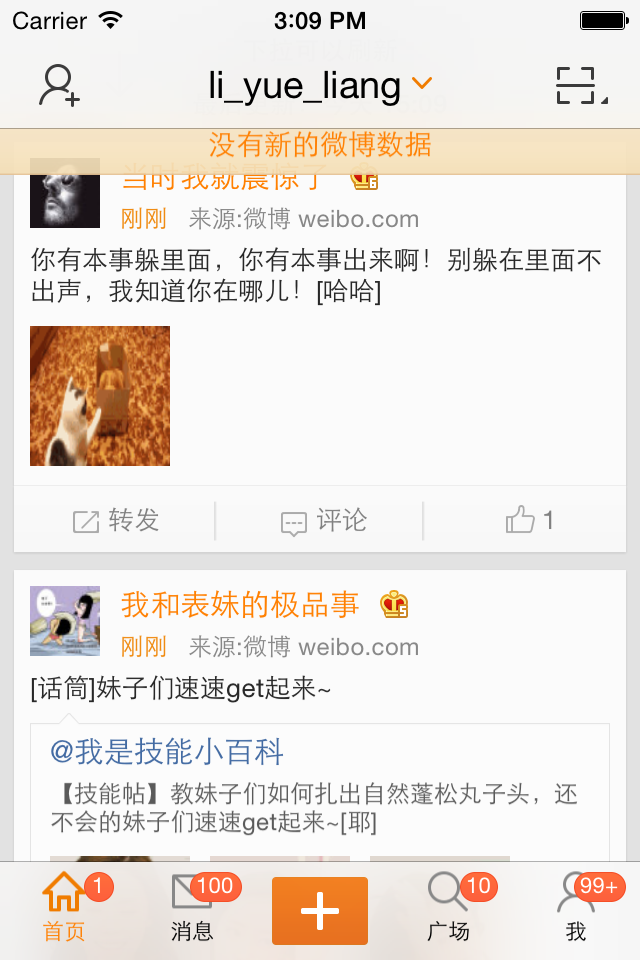 Carrier 3:09 PM
li_yue_liang
没有新的微博数据
当时我就震惊了
刚刚 来源:微博 weibo.com
你有本事躲里面，你有本事出来啊！别躲在里面不
出声，我知道你在哪儿！[哈哈]
转发 评论 1
我和表妹的极品事
刚刚 来源:微博 weibo.com
[话筒]妹子们速速get起来~
@我是技能小百科
【技能帖】教妹子们如何扎出自然蓬松丸子头，还
不会的妹子们速速get起来~[耶]
1 100 10 99+
首页 消息 广场 我